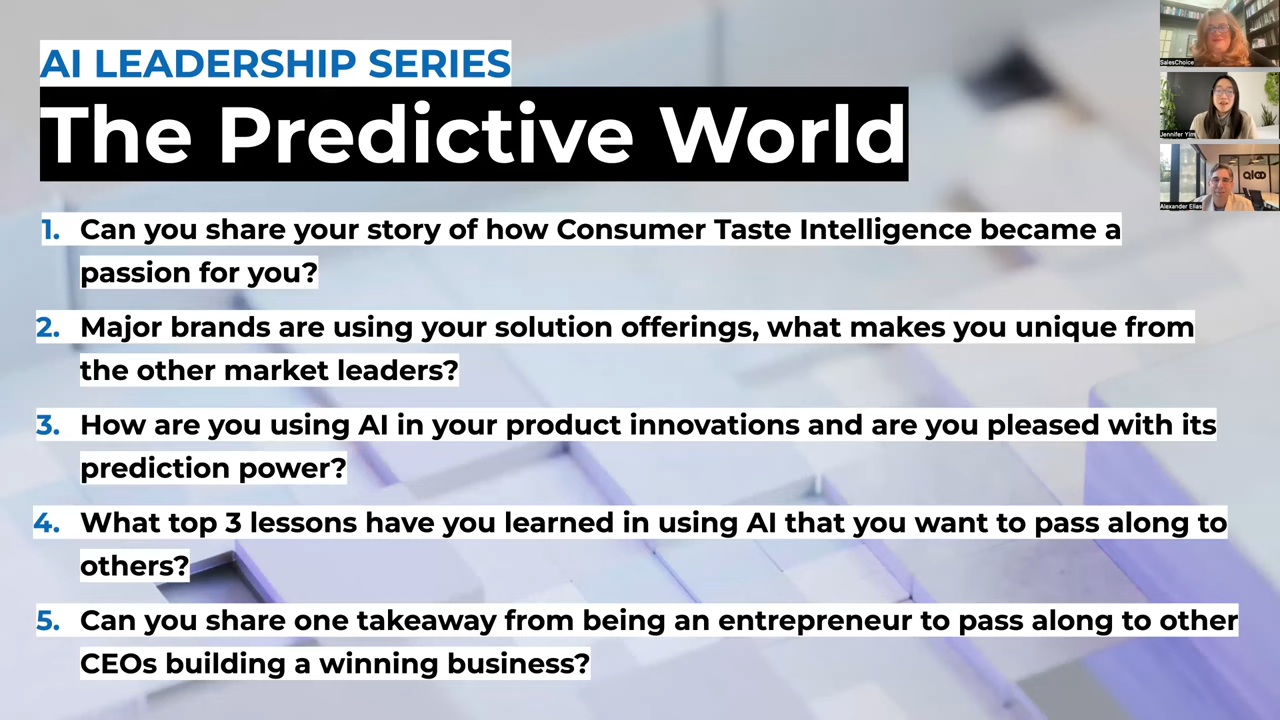 AI LEADERSHIP SERIES
The Predictive World
1. Can you share your story of how Consumer Taste Intelligence became a
passion for you?
2. Major brands are using your solution offerings, what makes you unique from
the other market leaders?
3. How are you using AI in your product innovations and are you pleased with its
prediction power?
4. What top 3 lessons have you learned in using AI that you want to pass along to
others?
5. Can you share one takeaway from being an entrepreneur to pass along to other
CEOs building a winning business?
SalesChoice
Jennifer Yim
Qloo
Alexander Elias